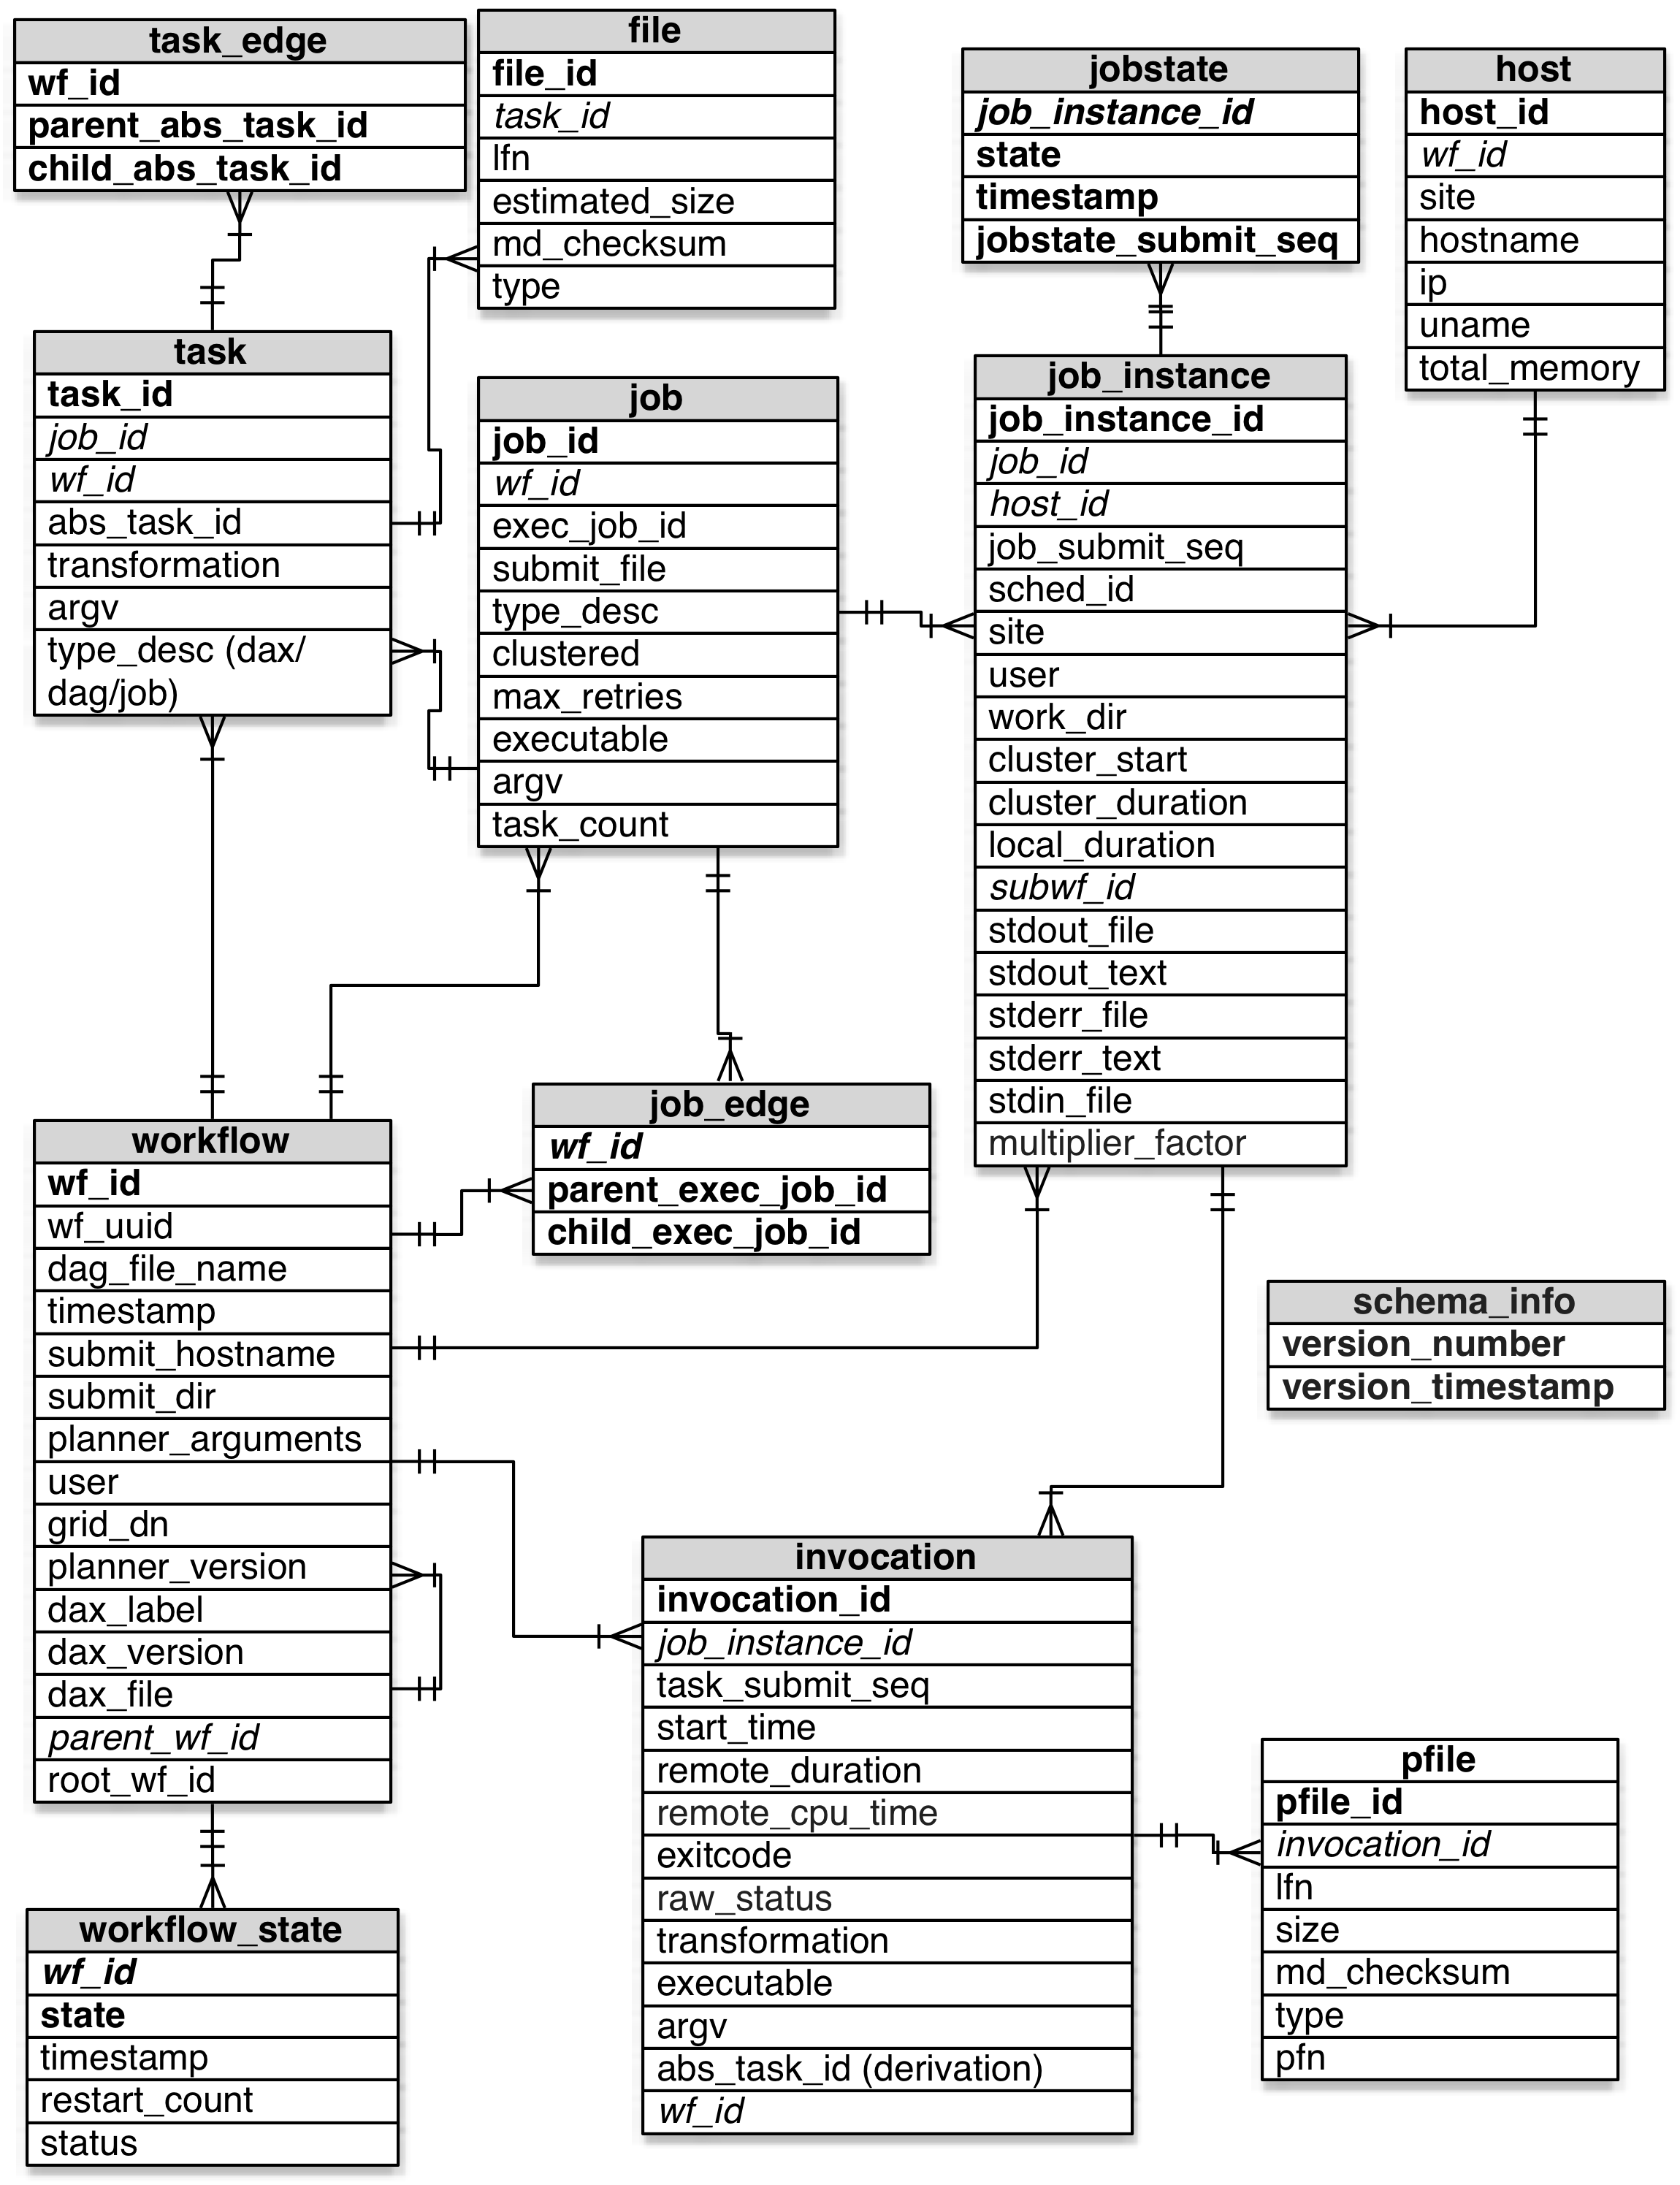 task_edge
wf_id
parent_abs_task_id
child_abs_task_id
file
file_id
task_id
lfn
estimated_size
md_checksum
type
jobstate
job_instance_id
state
timestamp
jobstate_submit_seq
host
host_id
wf_id
site
hostname
ip
uname
total_memory
task
task_id
job_id
wf_id
abs_task_id
transformation
argv
type_desc (dax/
dag/job)
job
job_id
wf_id
exec_job_id
submit_file
type_desc
clustered
max_retries
executable
argv
task_count
job_instance
job_instance_id
job_id
host_id
job_submit_seq
sched_id
site
user
work_dir
cluster_start
cluster_duration
local_duration
subwf_id
stdout_file
stdout_text
stderr_file
stderr_text
stdin_file
multiplier_factor
job_edge
wf_id
parent_exec_job_id
child_exec_job_id
workflow
wf_id
wf_uuid
dag_file_name
timestamp
submit_hostname
submit_dir
planner_arguments
user
grid_dn
planner_version
dax_label
dax_version
dax_file
parent_wf_id
root_wf_id
schema_info
version_number
version_timestamp
invocation
invocation_id
job_instance_id
task_submit_seq
start_time
remote_duration
remote_cpu_time
exitcode
raw_status
transformation
executable
argv
abs_task_id (derivation)
wf_id
pfile
pfile_id
invocation_id
lfn
size
md_checksum
type
pfn
workflow_state
wf_id
state
timestamp
restart_count
status